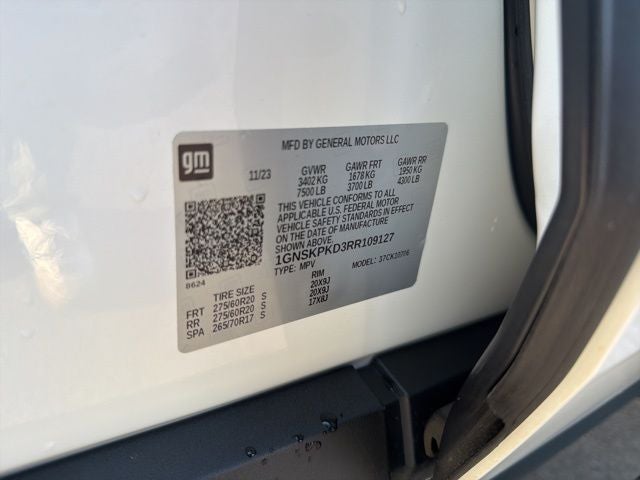 MFD BY GENERAL MOTORS LLC
gm
11/23
GVWR GAWR FRT GAWR RR
3402 KG 1678 KG 1950 KG
7500 LB 3700 LB 4300 LB
THIS VEHICLE CONFORMS TO ALL
APPLICABLE U.S. FEDERAL MOTOR
VEHICLE SAFETY STANDARDS IN EFFECT
ON THE DATE OF MANUFACTURE
SHOWN ABOVE.
1GNSKPKD3RR109127
TYPE: MPV MODEL:
8624
TIRE SIZE RIM
FRT 275/60R20 S 20X9J
RR 275/60R20 S 20X9J
SPA 265/70R17 S 17X8J